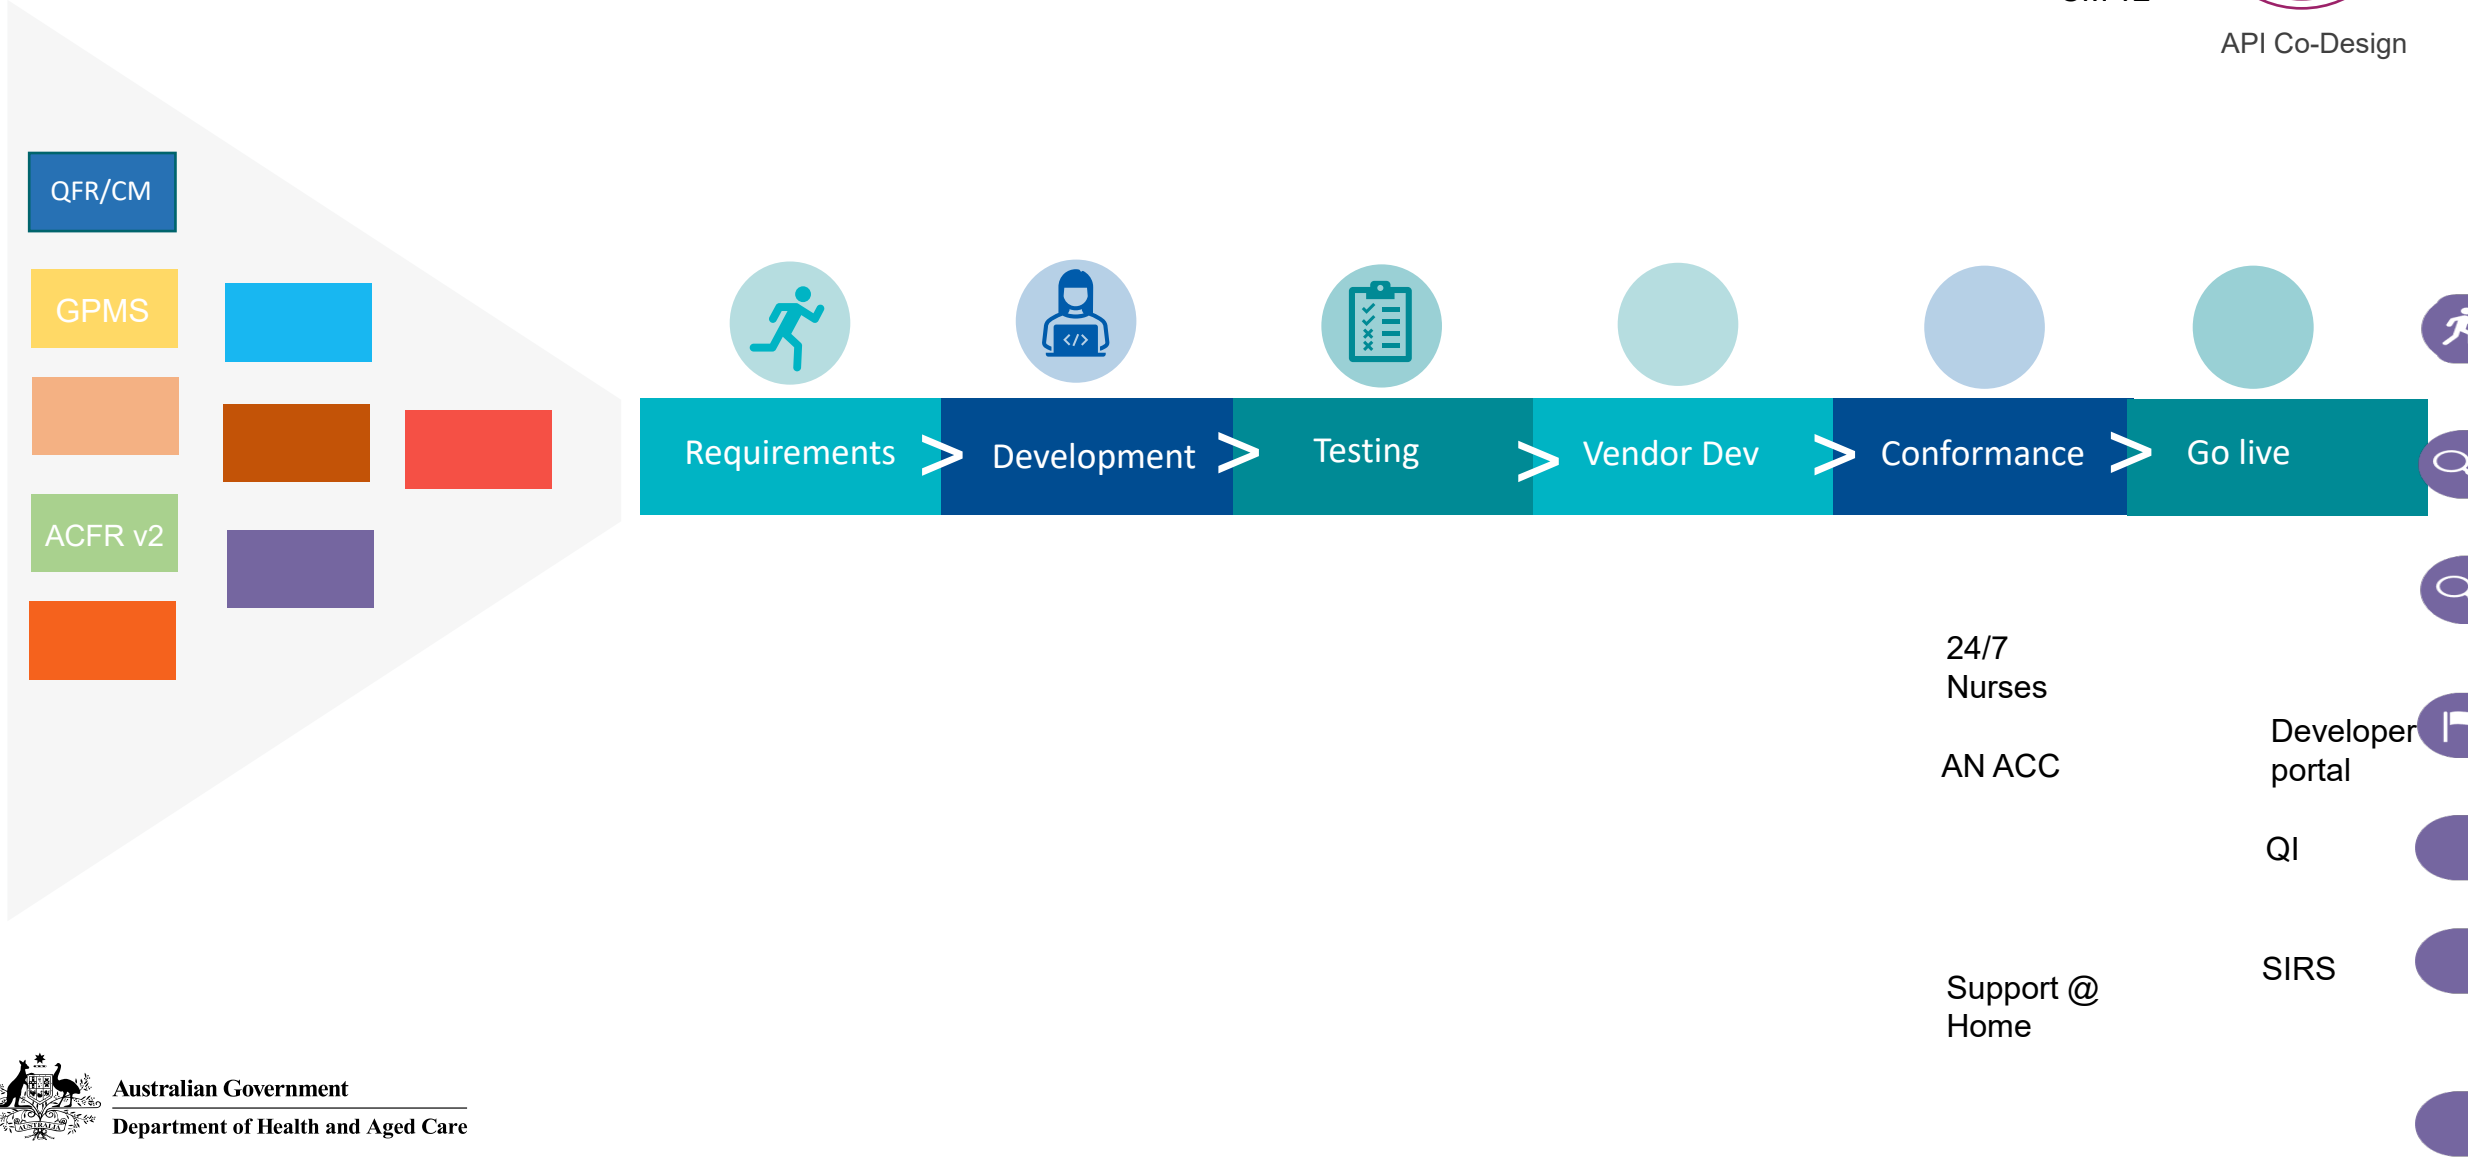 API Co-Design
QFR/CM
GPMS
ACFR v2
Requirements
>
Development
>
Testing
>
Vendor Dev
>
Conformance
>
Go live
24/7
Nurses
AN ACC
Support @
Home
Developer
portal
QI
SIRS
Australian Government
Department of Health and Aged Care